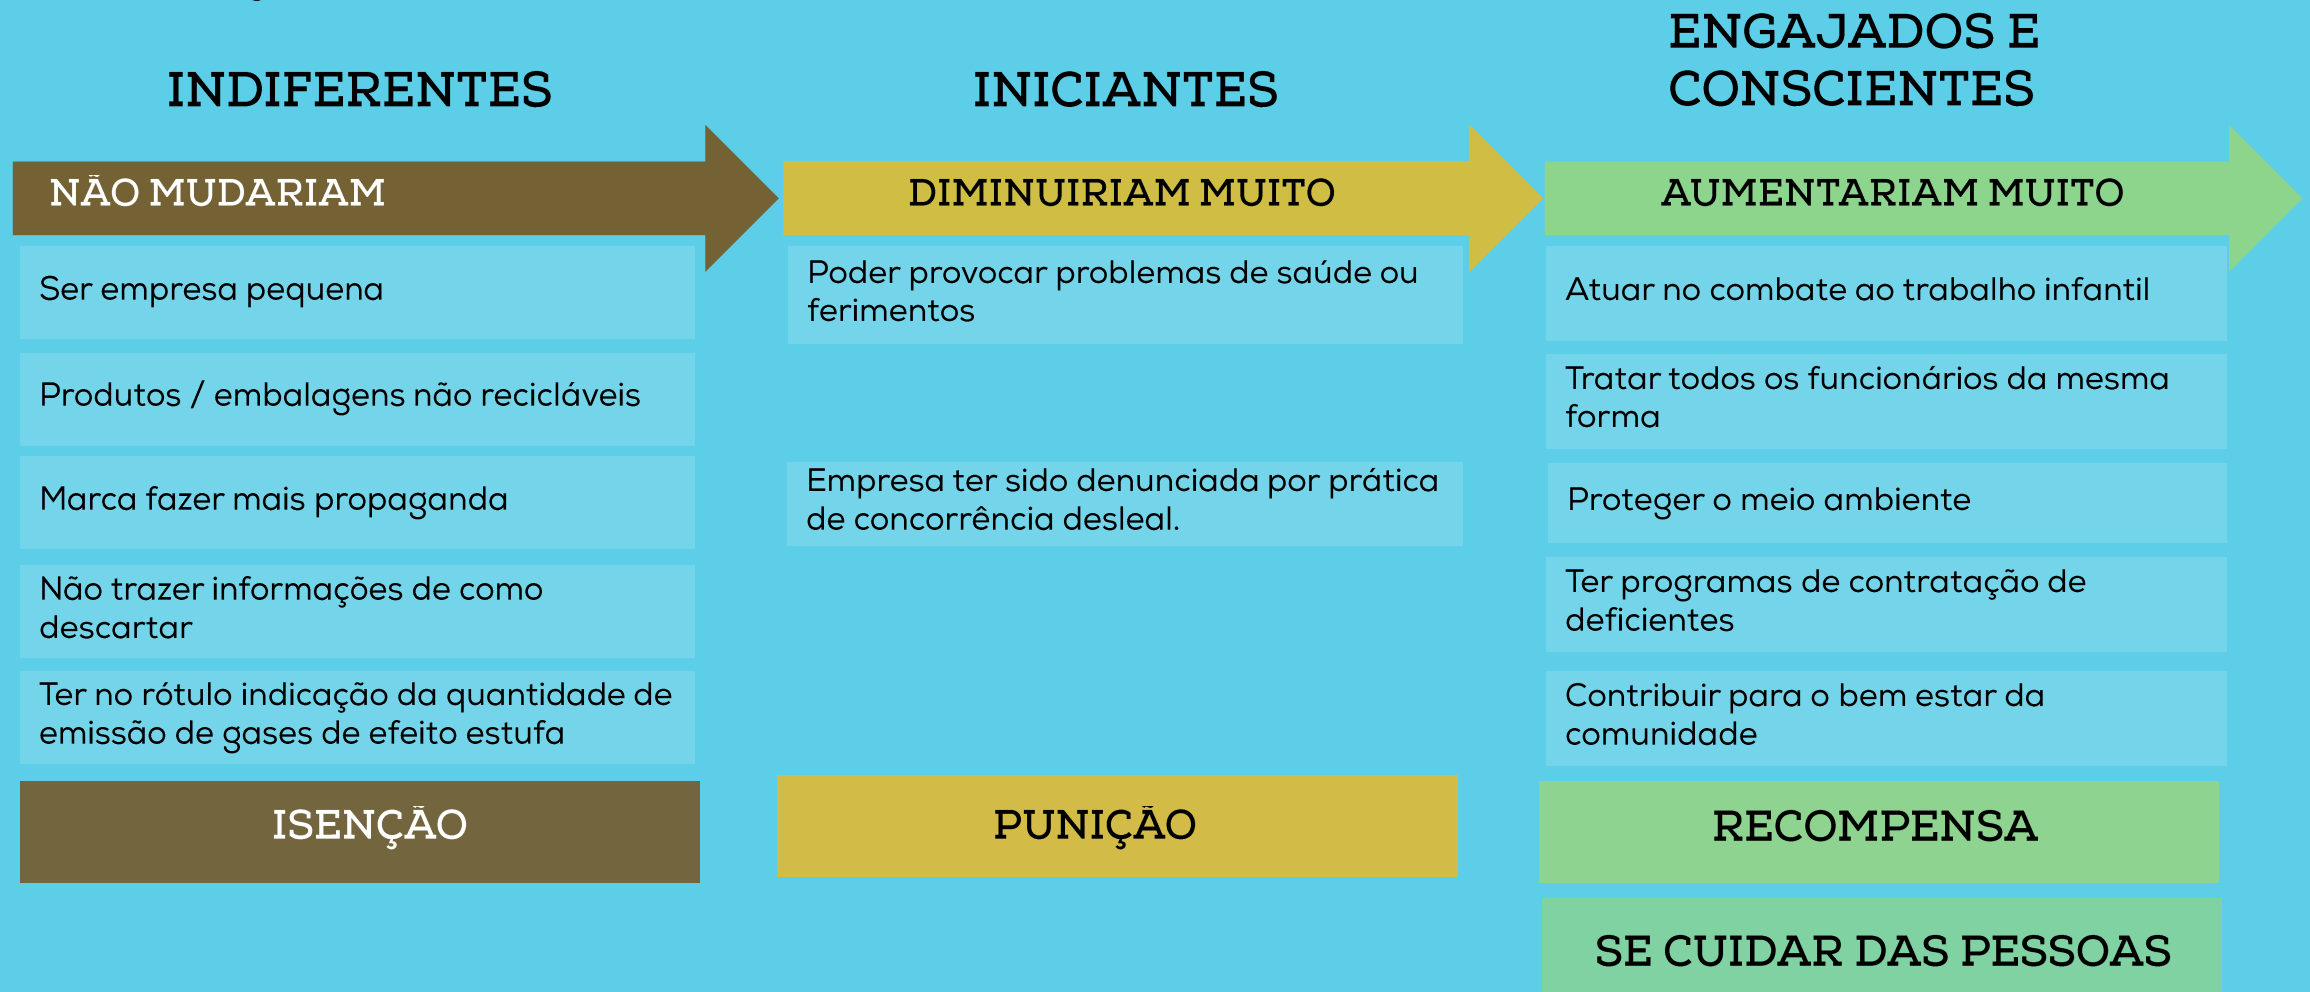 INDIFERENTES
NÃO MUDARIAM
Ser empresa pequena
Produtos / embalagens não recicláveis
Marca fazer mais propaganda
Não trazer informações de como
descartar
Ter no rótulo indicação da quantidade de
emissão de gases de efeito estufa
ISENÇÃO
INICIANTES
DIMINUIRIAM MUITO
Poder provocar problemas de saúde ou
ferimentos
Empresa ter sido denunciada por prática
de concorrência desleal.
PUNIÇÃO
ENGAJADOS E
CONSCIENTES
AUMENTARIAM MUITO
Atuar no combate ao trabalho infantil
Tratar todos os funcionários da mesma
forma
Proteger o meio ambiente
Ter programas de contratação de
deficientes
Contribuir para o bem estar da
comunidade
RECOMPENSA
SE CUIDAR DAS PESSOAS